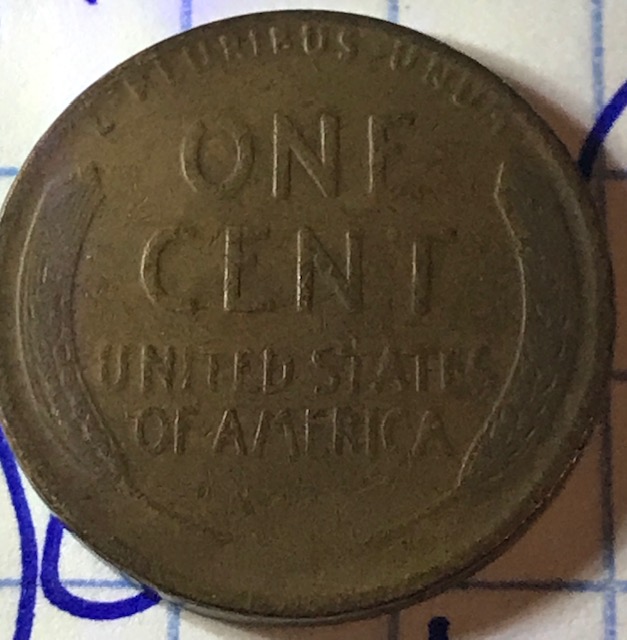 E PLURIBUS UNUM
ONE
CENT
UNITED STATES
OF AMERICA